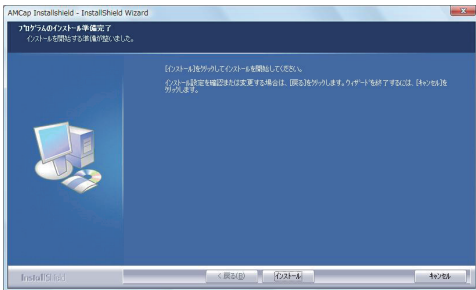 AMCap Installshield - InstallShield Wizard
プログラムのインストール準備完了
インストールを開始する準備が整いました。
[インストール]をクリックしてインストールを開始してください。
インストール設定を確認または変更する場合は、[戻る]をクリックします。ウィザードを終了するには、[キャンセル]を
クリックします。
InstallShield
< 戻る(B)
インストール
キャンセル